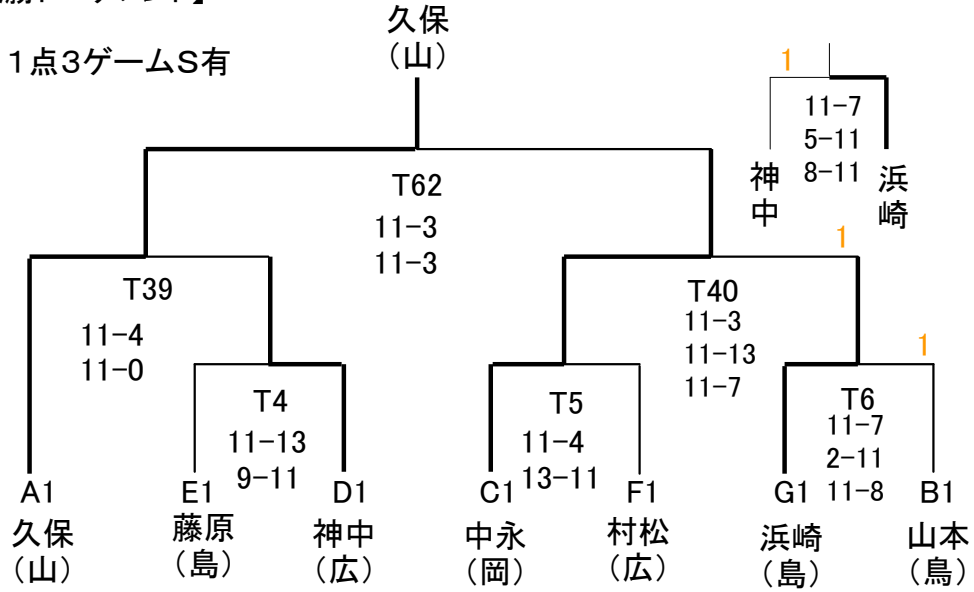 久保
(山)
1点3ゲームS有
1
11-7
5-11
8-11
神中
浜崎
T62
11-3
11-3
1
T39
11-4
11-0
T40
11-3
11-13
11-7
1
T4
11-13
9-11
T5
11-4
13-11
T6
11-7
2-11
11-8
A1
E1
D1
C1
F1
G1
B1
久保
(山)
藤原
(島)
神中
(広)
中永
(岡)
村松
(広)
浜崎
(島)
山本
(鳥)